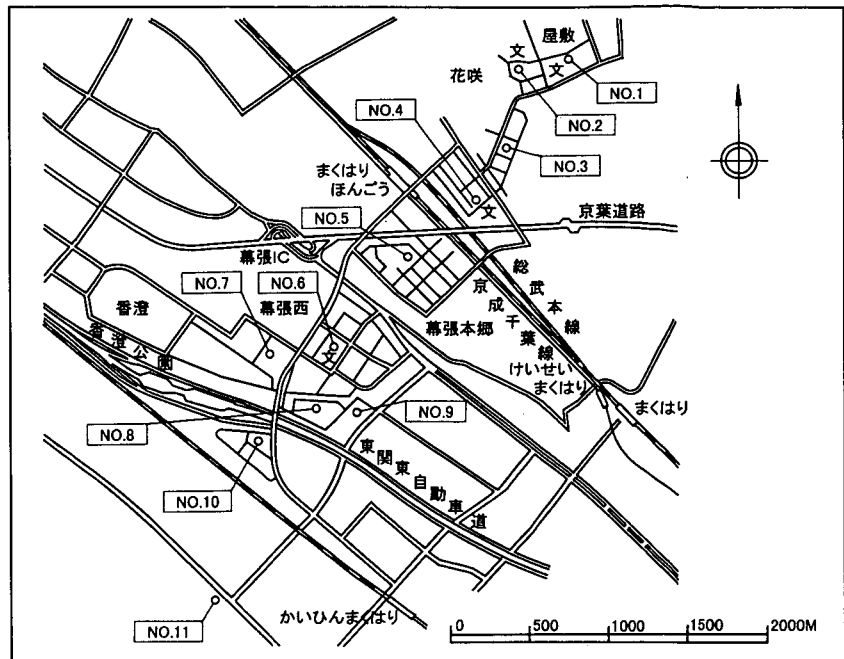 屋敷
文
文
花咲
NO.1
NO.2
NO.4
NO.3
まくはり
ほんごう
文
京葉道路
NO.5
幕張IC
NO.6
NO.7
幕張西
香澄
香澄公園
文
総武本線
京成千葉線
幕張本郷
けいせい
まくはり
まくはり
NO.8
NO.9
NO.10
東関東自動車道
NO.11
かいひんまくはり
0 500 1000 1500 2000M